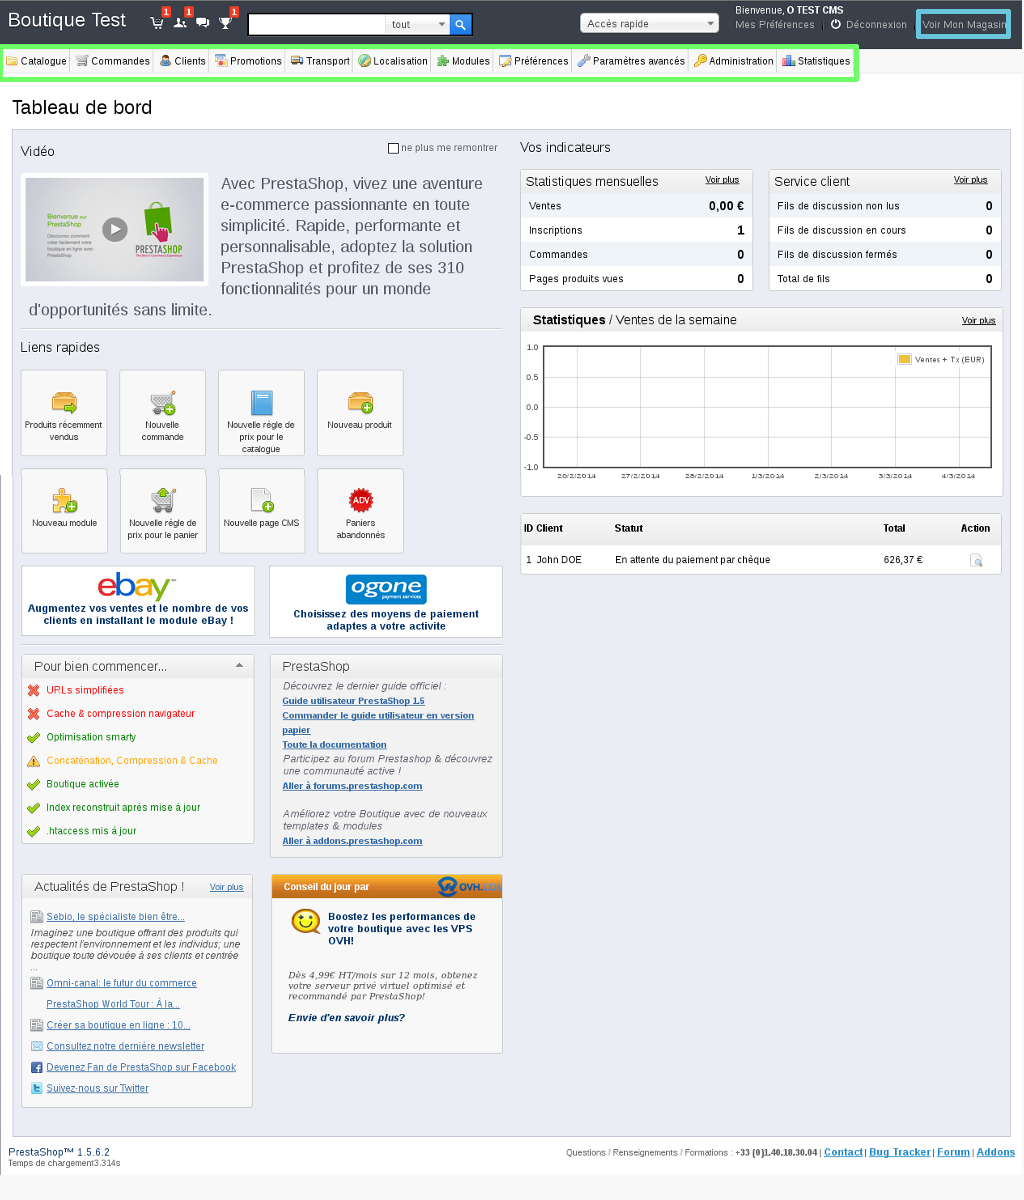 Boutique Test
1
1
1
tout
Accès rapide
Bienvenue, O TEST CMS
Mes Préférences
Déconnexion
Voir Mon Magasin
Catalogue
Commandes
Clients
Promotions
Transport
Localisation
Modules
Préférences
Paramètres avancés
Administration
Statistiques
Tableau de bord
Vidéo
ne plus me remontrer
Bienvenue sur
PrestaShop
Découvrez comment
créer facilement votre
boutique en ligne avec
PrestaShop
PRESTASHOP
Avec PrestaShop, vivez une aventure
e-commerce passionnante en toute
simplicité. Rapide, performante et
personnalisable, adoptez la solution
PrestaShop et profitez de ses 310
fonctionnalités pour un monde
d'opportunités sans limite.
Liens rapides
Produits récemment
vendus
Nouvelle
commande
Nouvelle règle de
prix pour le
catalogue
Nouveau produit
Nouveau module
Nouvelle règle de
prix pour le panier
Nouvelle page CMS
ADV
Paniers
abandonnés
ebay
Augmentez vos ventes et le nombre de vos
clients en installant le module eBay !
ogone
payment services
Choisissez des moyens de paiement
adaptes a votre activite
Pour bien commencer...
URLs simplifiées
Cache & compression navigateur
Optimisation smarty
Concaténation, Compression & Cache
Boutique activée
Index reconstruit après mise à jour
.htaccess mis à jour
PrestaShop
Découvrez le dernier guide officiel :
Guide utilisateur PrestaShop 1.5
Commander le guide utilisateur en version
papier
Toute la documentation
Participez au forum Prestashop & découvrez
une communauté active !
Aller à forums.prestashop.com
Améliorez votre Boutique avec de nouveaux
templates & modules
Aller à addons.prestashop.com
Actualités de PrestaShop !
Voir plus
Sebio, le spécialiste bien être...
Imaginez une boutique offrant des produits qui
respectent l'environnement et les individus; une
boutique toute dévouée à ses clients et centrée
...
Omni-canal: le futur du commerce
PrestaShop World Tour : À la...
Créer sa boutique en ligne : 10...
Consultez notre dernière newsletter
Devenez Fan de PrestaShop sur Facebook
Suivez-nous sur Twitter
Conseil du jour par
OVH.COM
Boostez les performances de
votre boutique avec les VPS
OVH!
Dès 4,99€ HT/mois sur 12 mois, obtenez
votre serveur privé virtuel optimisé et
recommandé par PrestaShop!
Envie d'en savoir plus?
Vos indicateurs
Statistiques mensuelles
Voir plus
Ventes 0,00 €
Inscriptions 1
Commandes 0
Pages produits vues 0
Service client
Voir plus
Fils de discussion non lus 0
Fils de discussion en cours 0
Fils de discussion fermés 0
Total de fils 0
Statistiques / Ventes de la semaine
Voir plus
1.0
0.5
0.0
-0.5
-1.0
Ventes + Tx (EUR)
20/2/2014
27/2/2014
28/2/2014
1/3/2014
2/3/2014
3/3/2014
4/3/2014
ID Client Statut Total Action
1 John DOE En attente du paiement par chèque 626,37 €
PrestaShop™ 1.5.6.2
Temps de chargement3.314s
Questions / Renseignements / Formations : +33 (0)1.40.18.30.04 | Contact | Bug Tracker | Forum | Addons